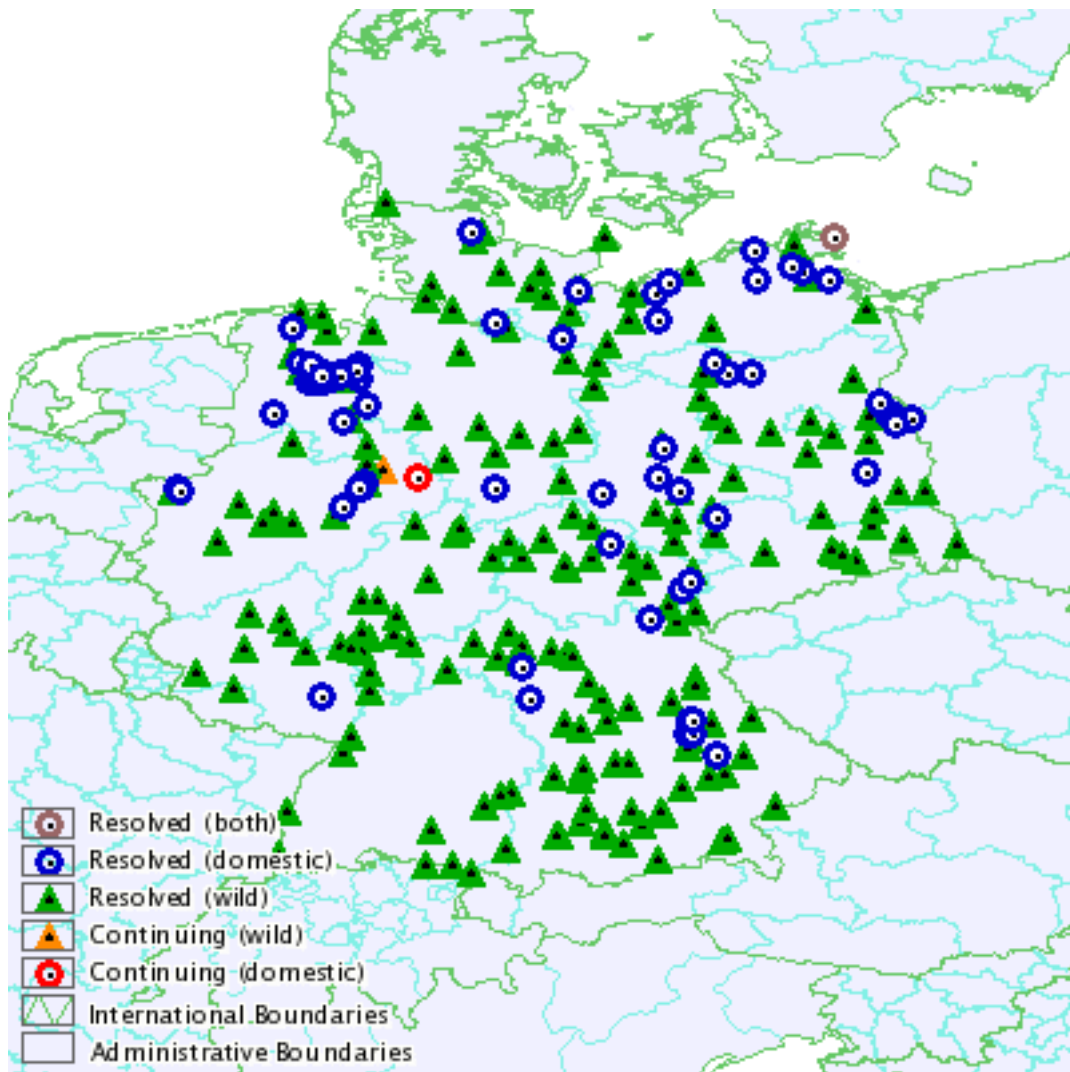 Resolved (both)
Resolved (domestic)
Resolved (wild)
Continuing (wild)
Continuing (domestic)
International Boundaries
Administrative Boundaries